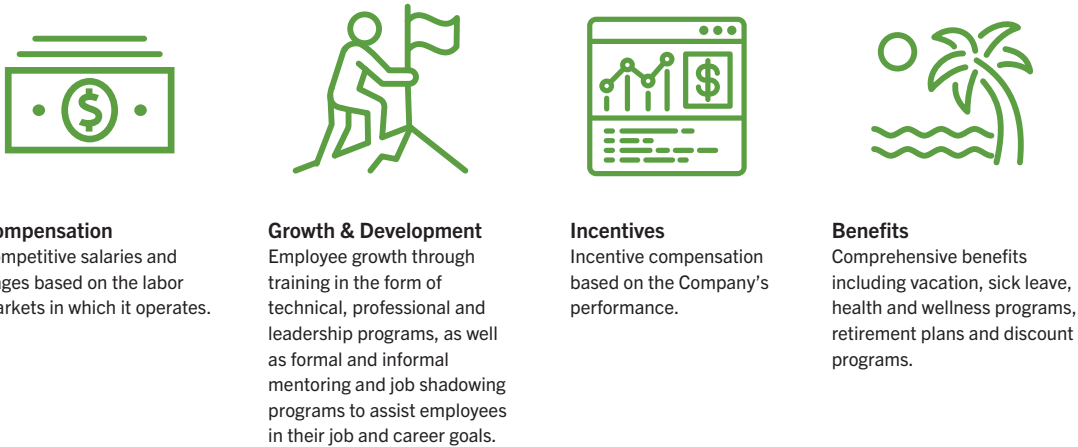 ompensation
ompetitive salaries and
ges based on the labor
arkets in which it operates.
Growth & Development
Employee growth through
training in the form of
technical, professional and
leadership programs, as well
as formal and informal
mentoring and job shadowing
programs to assist employees
in their job and career goals.
Incentives
Incentive compensation
based on the Company's
performance.
Benefits
Comprehensive benefits
including vacation, sick leave,
health and wellness programs,
retirement plans and discount
programs.